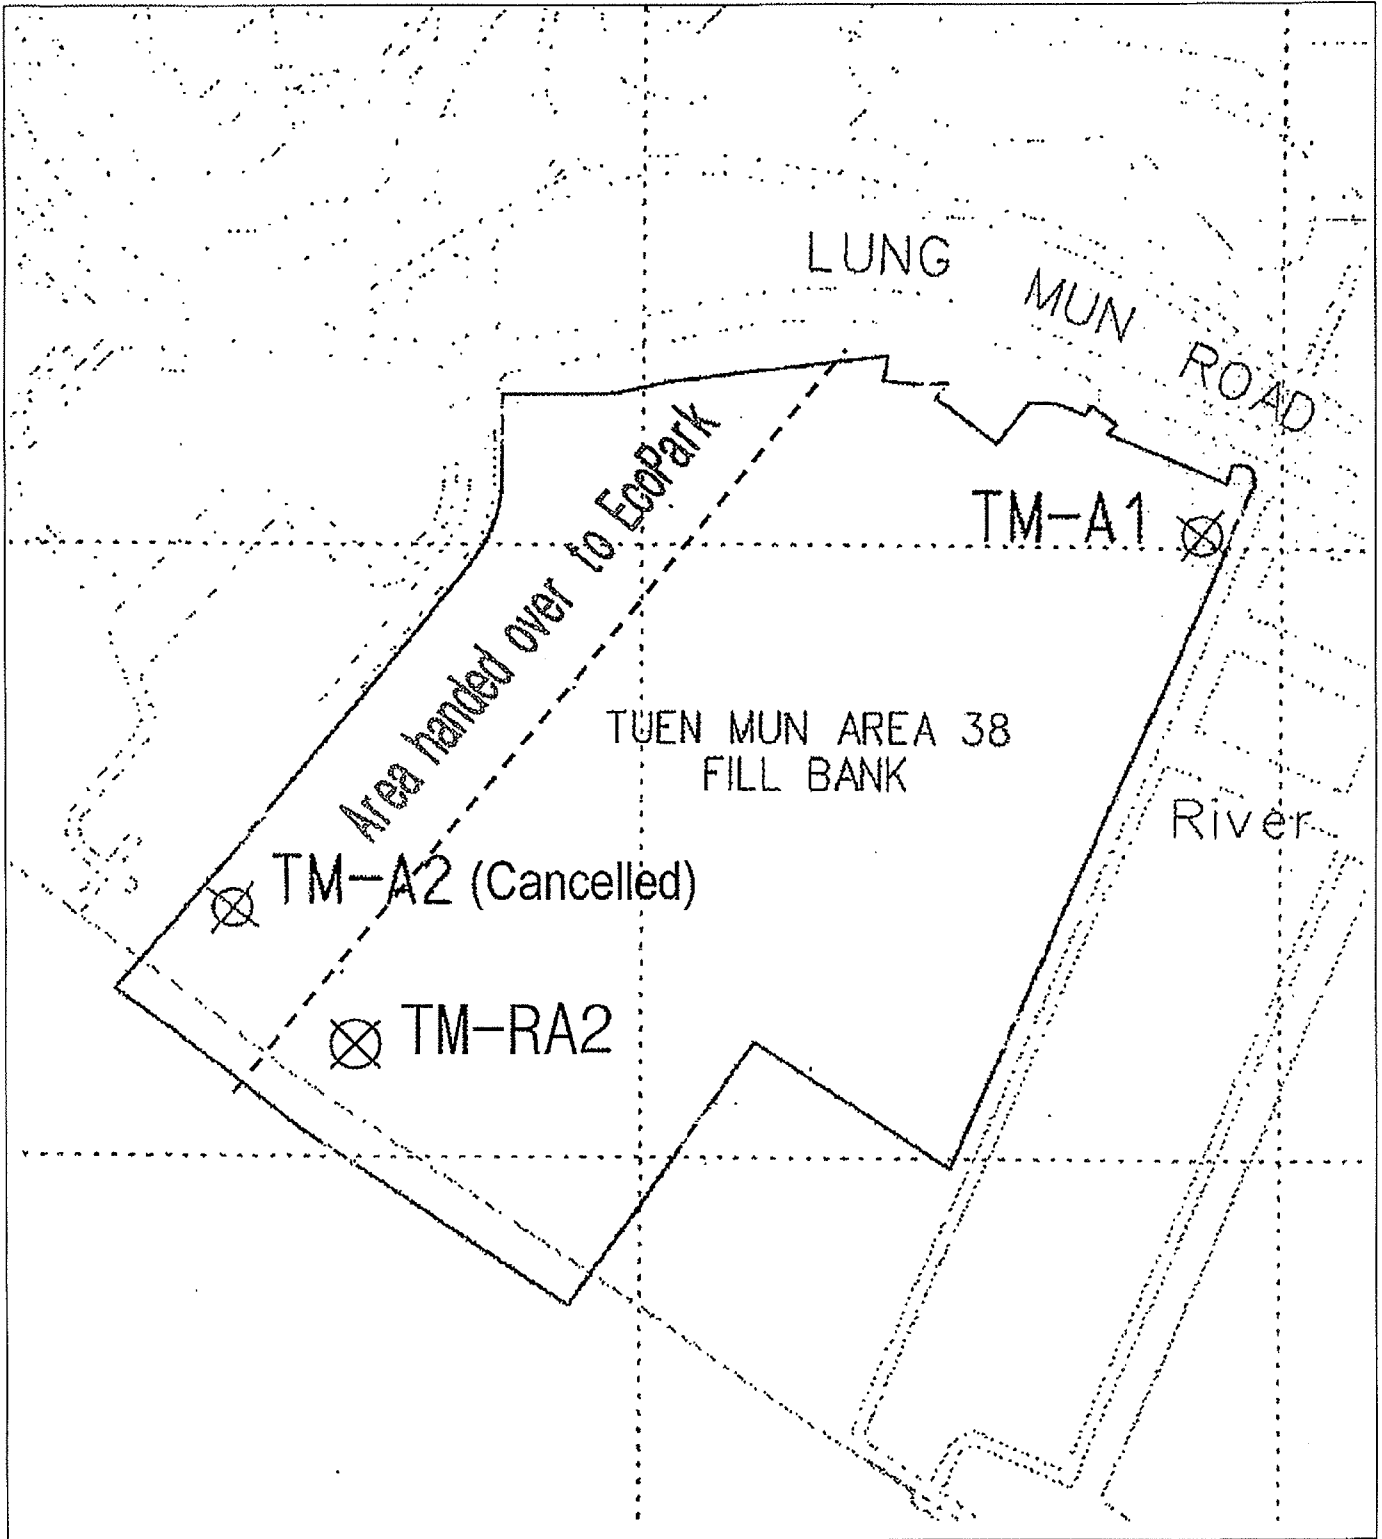 LUNG MUN ROAD
Area handed over to EcoPark
TM-A1
TUEN MUN AREA 38
FILL BANK
River
TM-A2 (Cancelled)
TM-RA2